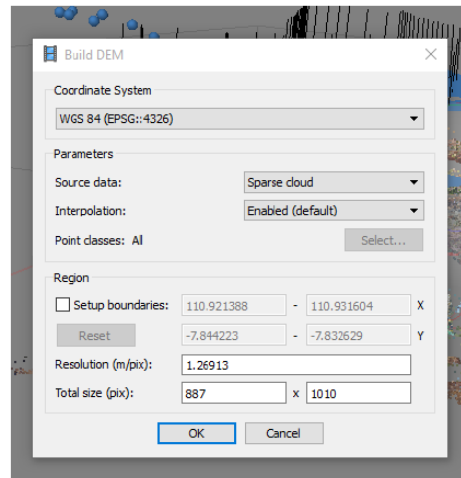 Build DEM
Coordinate System
WGS 84 (EPSG::4326)
Parameters
Source data: Sparse cloud
Interpolation: Enabled (default)
Point classes: All Select...
Region
Setup boundaries: 110.921388 - 110.931604 X
Reset -7.844223 - -7.832629 Y
Resolution (m/pix): 1.26913
Total size (pix): 887 x 1010
OK Cancel